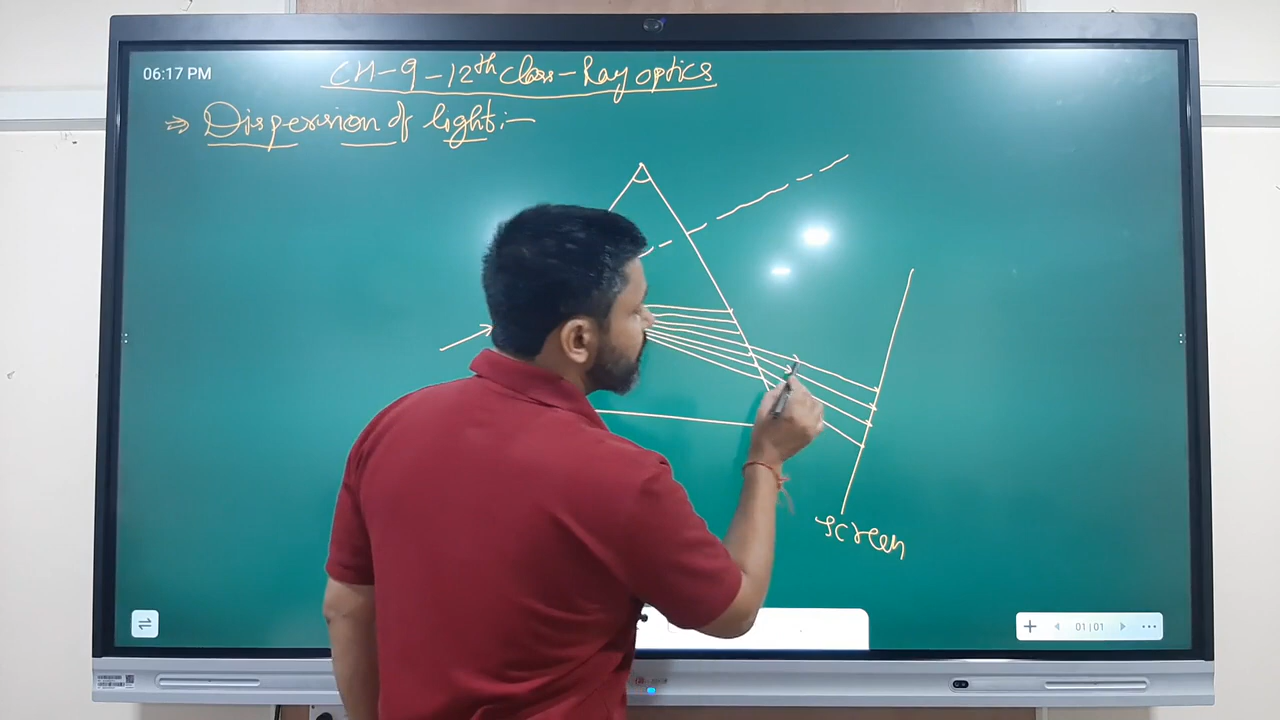 06:17 PM
CH-9-12th class-Ray optics
⇒ Dispersion of light:-
screen
01|01